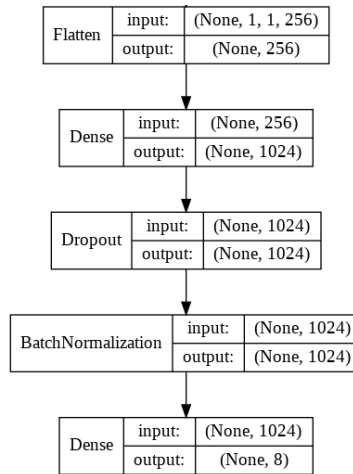 Flatten input: (None, 1, 1, 256)
output: (None, 256)
Dense input: (None, 256)
output: (None, 1024)
Dropout input: (None, 1024)
output: (None, 1024)
BatchNormalization input: (None, 1024)
output: (None, 1024)
Dense input: (None, 1024)
output: (None, 8)